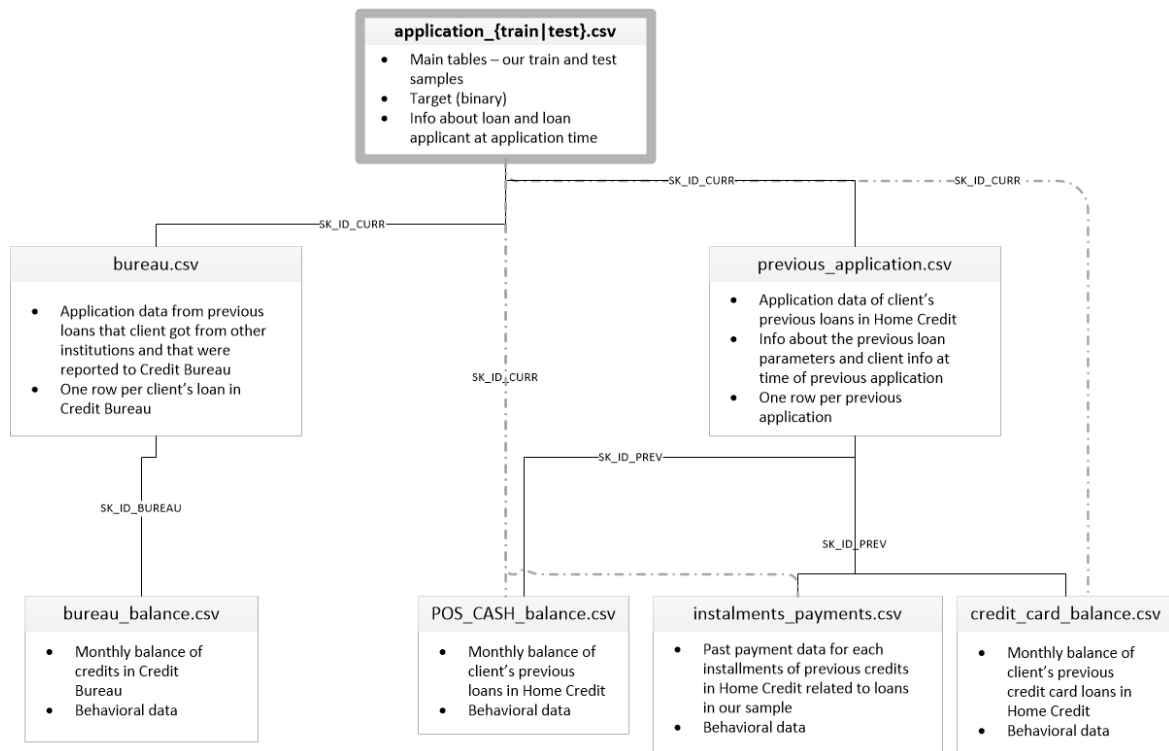 application_{train|test}.csv
• Main tables – our train and test
samples
• Target (binary)
• Info about loan and loan
applicant at application time
SK_ID_CURR
SK_ID_CURR
SK_ID_CURR
bureau.csv
• Application data from previous
loans that client got from other
institutions and that were
reported to Credit Bureau
• One row per client's loan in
Credit Bureau
previous_application.csv
• Application data of client's
previous loans in Home Credit
• Info about the previous loan
parameters and client info at
time of previous application
• One row per previous
application
SK_ID_CURR
SK_ID_PREV
SK_ID_BUREAU
SK_ID_PREV
bureau_balance.csv
• Monthly balance of
credits in Credit
Bureau
• Behavioral data
POS_CASH_balance.csv
• Monthly balance of
client's previous
loans in Home Credit
• Behavioral data
instalments_payments.csv
• Past payment data for each
installments of previous credits
in Home Credit related to loans
in our sample
• Behavioral data
credit_card_balance.csv
• Monthly balance of
client's previous
credit card loans in
Home Credit
• Behavioral data